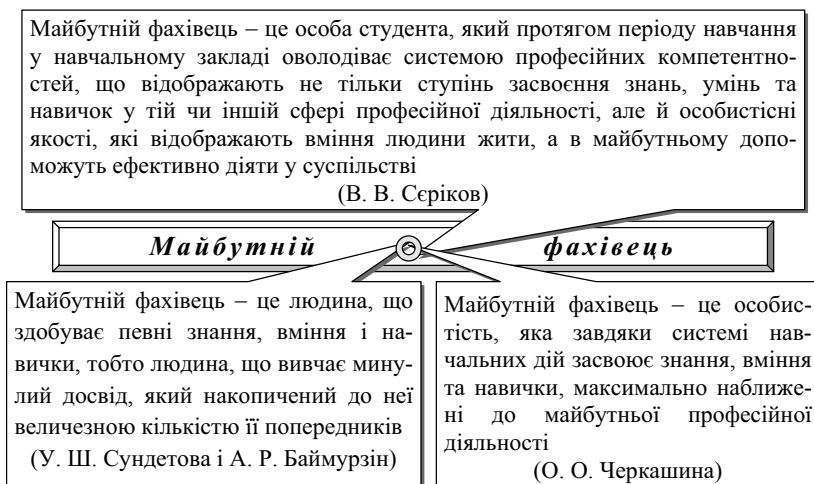 Майбутній фахівець – це особа студента, який протягом періоду навчання
у навчальному закладі оволодіває системою професійних компетентно-
стей, що відображають не тільки ступінь засвоєння знань, умінь та
навичок у тій чи іншій сфері професійної діяльності, але й особистісні
якості, які відображають вміння людини жити, а в майбутньому допо-
можуть ефективно діяти у суспільстві
(В. В. Сєріков)
Майбутній фахівець
Майбутній фахівець – це людина, що
здобуває певні знання, вміння і на-
вички, тобто людина, що вивчає мину-
лий досвід, який накопичений до неї
величезною кількістю її попередників
(У. Ш. Сундетова і А. Р. Баймурзін)
Майбутній фахівець – це особис-
тість, яка завдяки системі нав-
чальних дій засвоює знання, вміння
та навички, максимально наближе-
ні до майбутньої професійної
діяльності
(О. О. Черкашина)